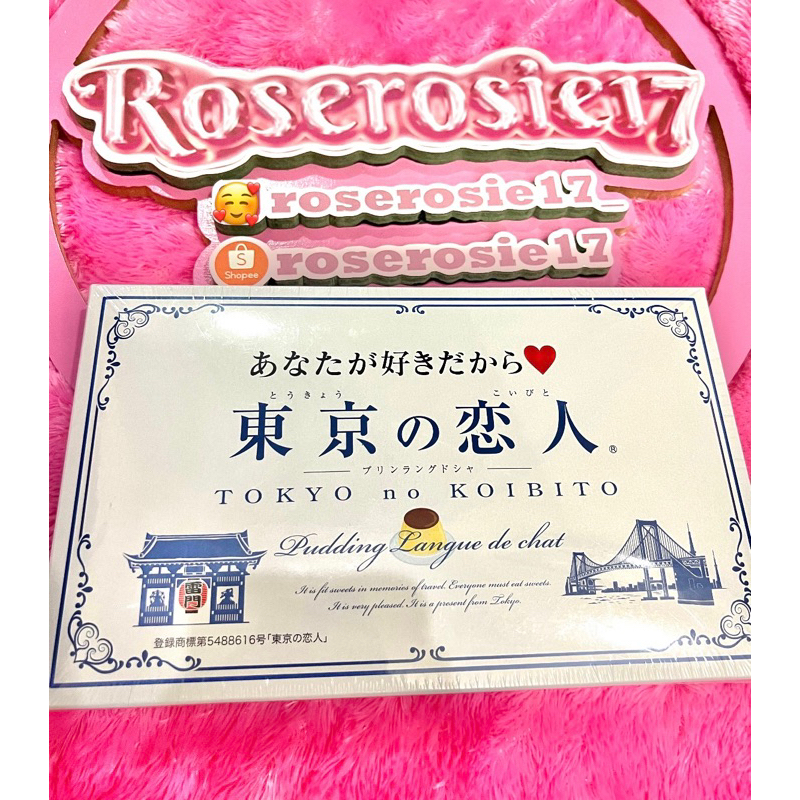 Roserosie17
roserosie17_
S
Shopee
roserosie17
あなたが好きだから♥
とうきょう こいびと
東京の恋人®
プリンラングドシャ
TOKYO no KOIBITO
Pudding Langue de chat
It is fit sweets in memories of travel. Everyone must eat sweets.
It is very pleased. It is a present from Tokyo.
雷門
登録商標第5488616号「東京の恋人」